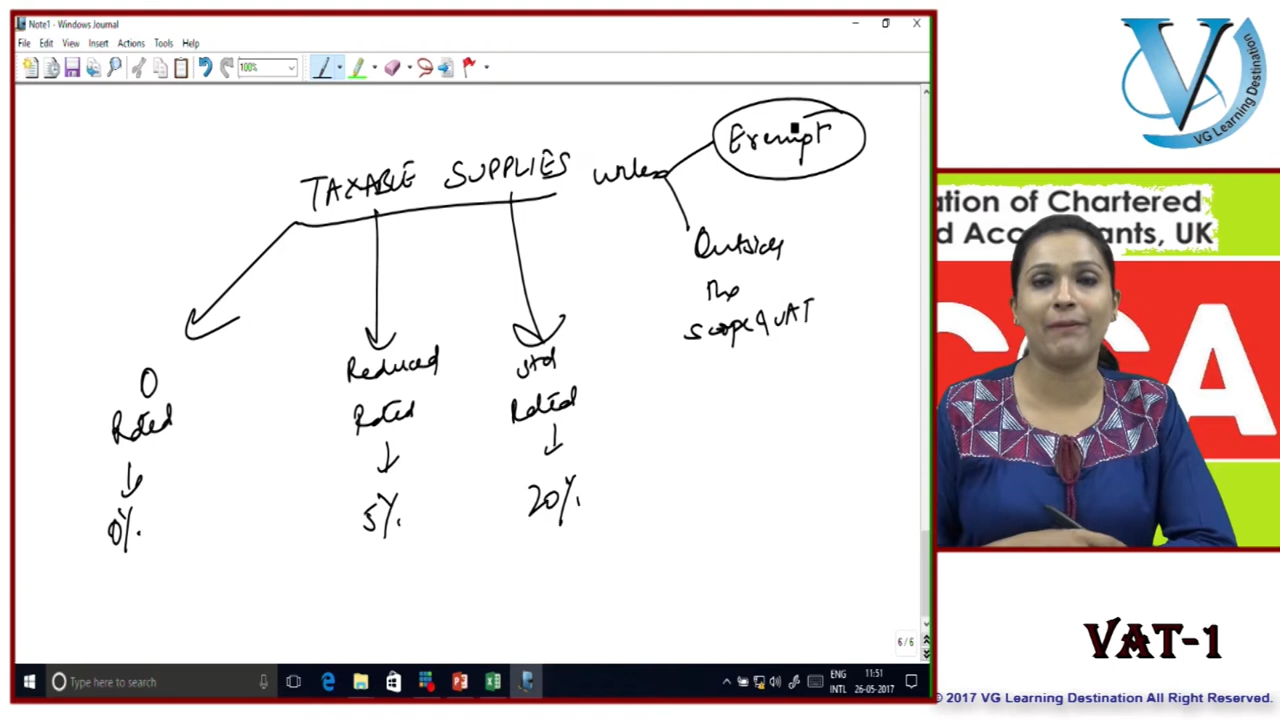 Note1 - Windows Journal
File Edit View Insert Actions Tools Help
100%
Exempt
TAXABLE SUPPLIES unless
Outside
the
scope of VAT
0
Rated
0%
Reduced
Rated
5%
Std
Rated
20%
6 / 6
Type here to search
ENG
INTL
11:51
26-05-2017
V
VG Learning Destination
ation of Chartered
d Acco ntants, UK
CCA
VAT-1
© 2017 VG Learning Destination All Right Reserved.